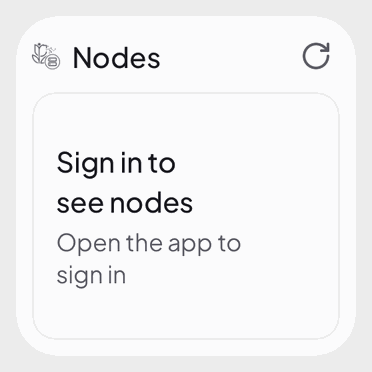 Nodes
Sign in to
see nodes
Open the app to
sign in